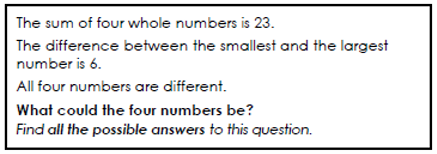 The sum of four whole numbers is 23.
The difference between the smallest and the largest
number is 6.
All four numbers are different.
What could the four numbers be?
Find all the possible answers to this question.